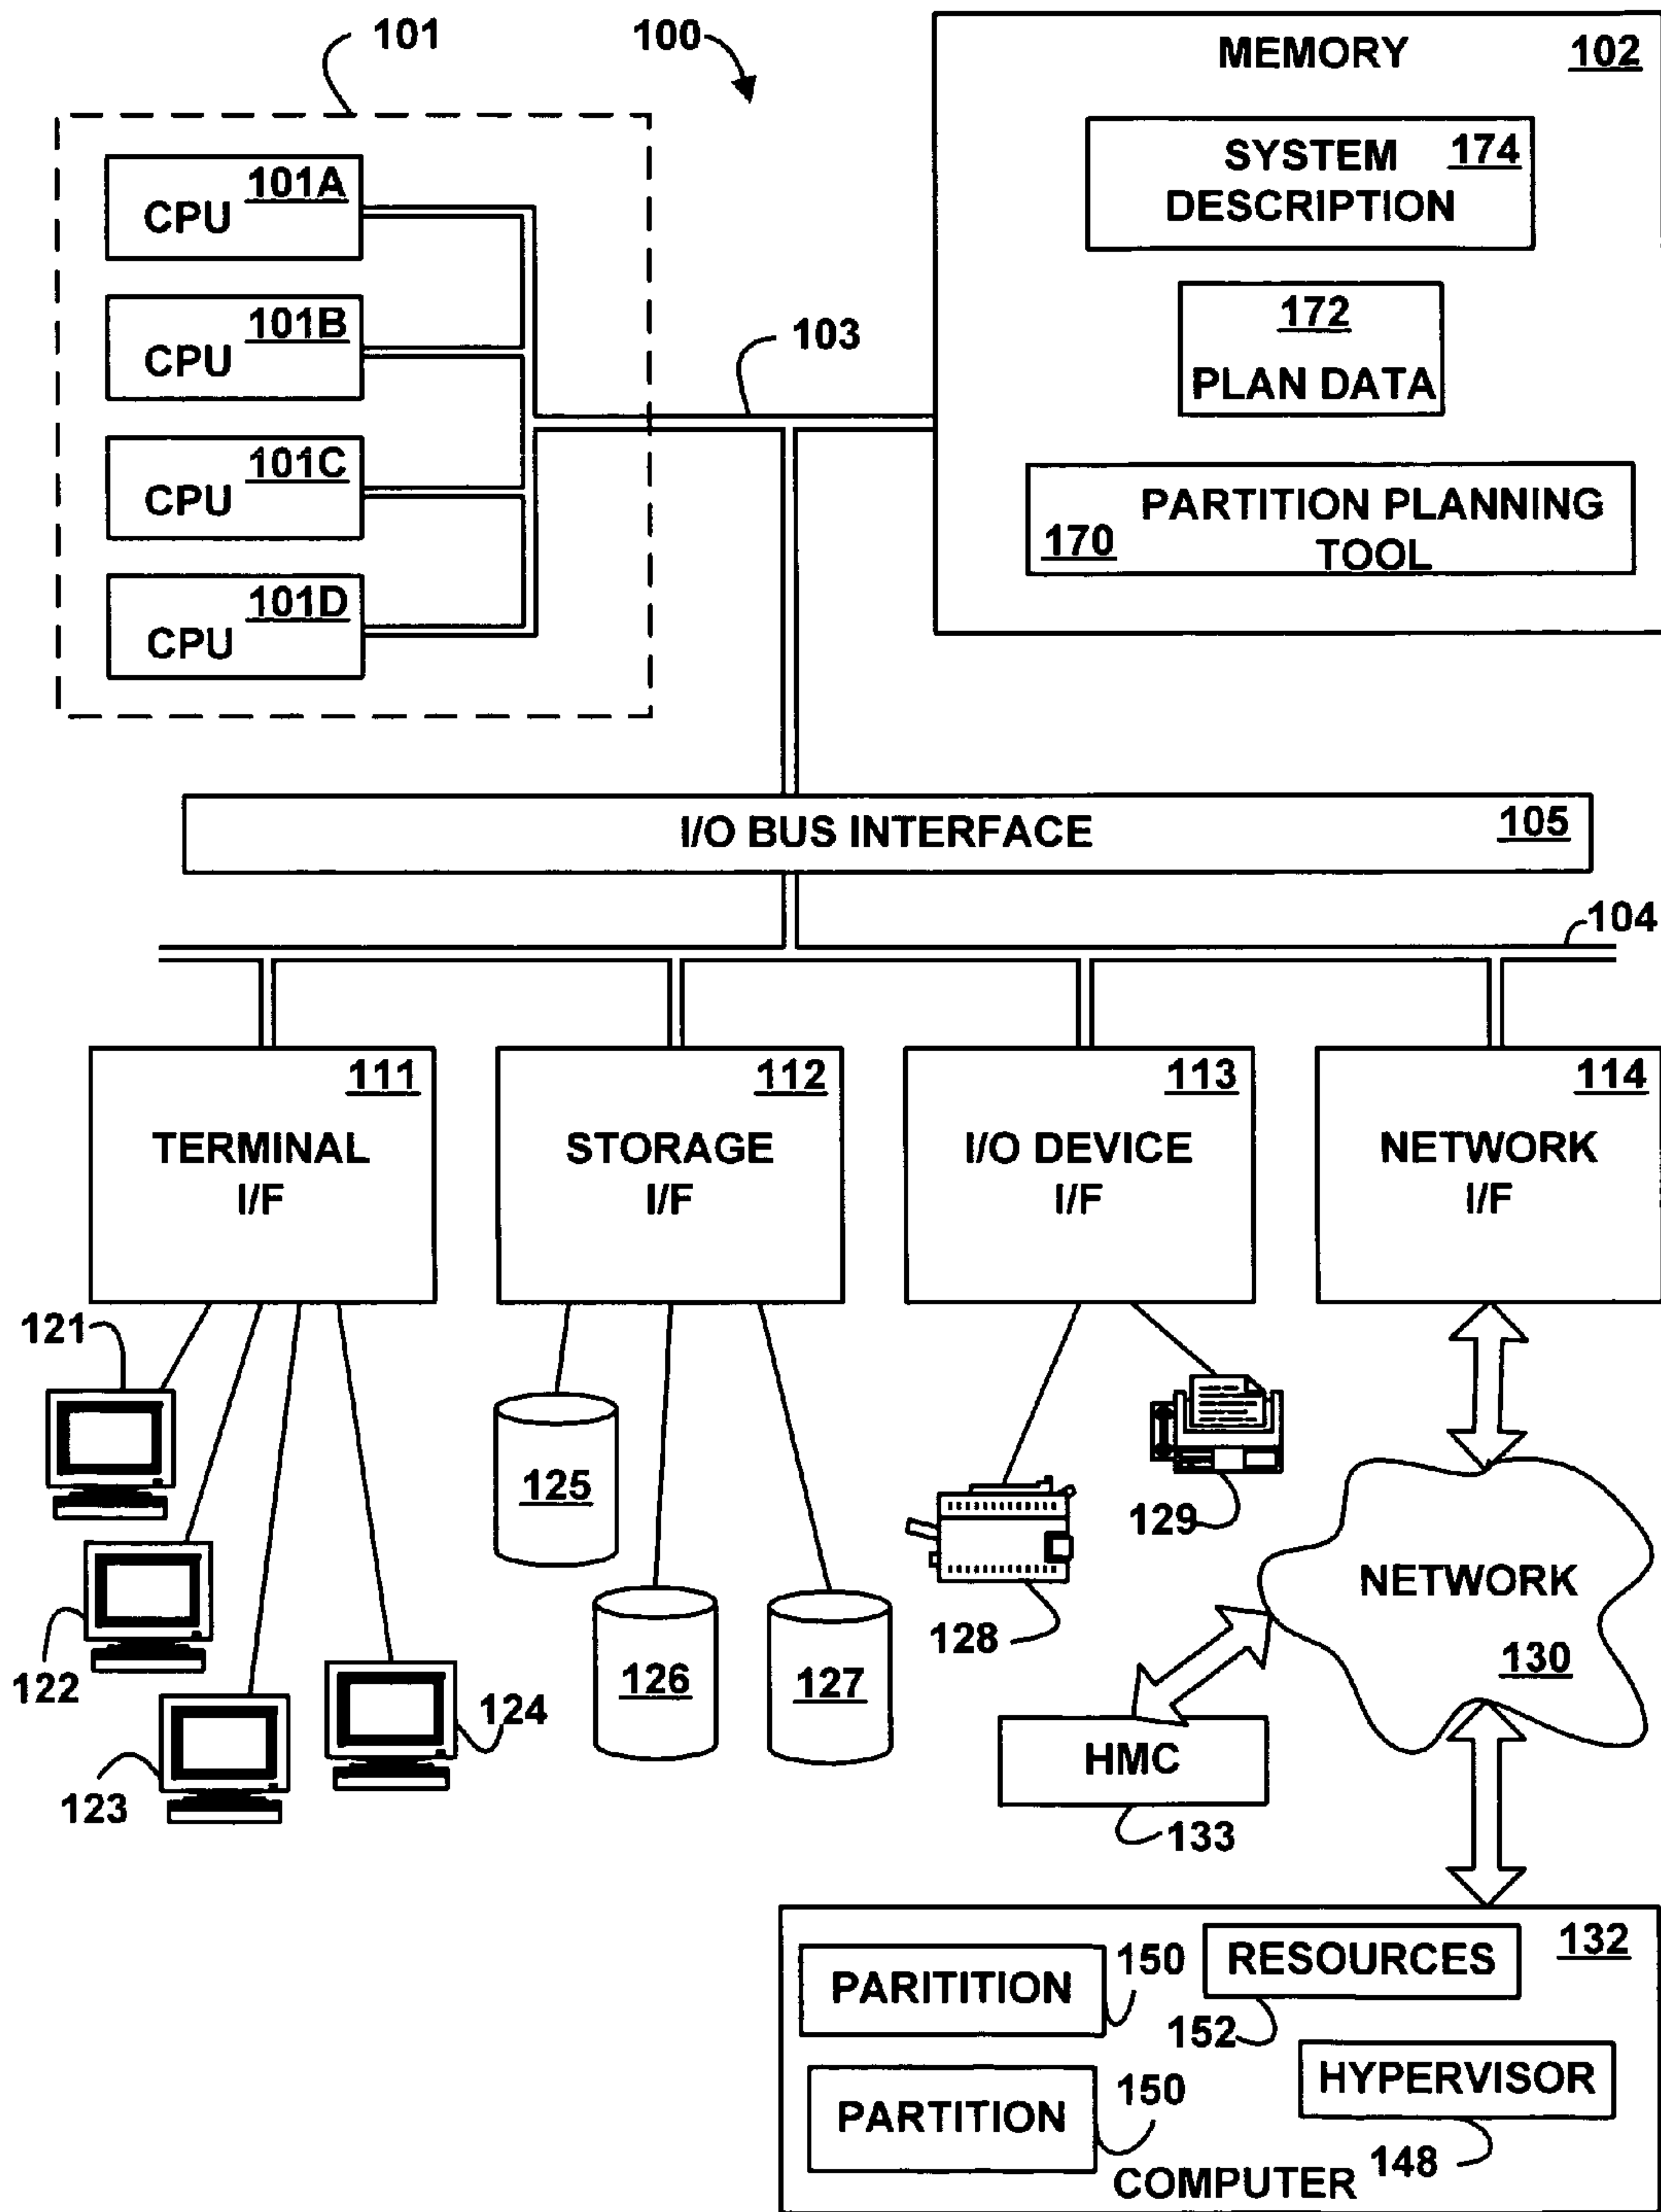 101
100
MEMORY 102
SYSTEM 174
DESCRIPTION
172
PLAN DATA
PARTITION PLANNING
170 TOOL
101A
CPU
101B
CPU
101C
CPU
101D
CPU
103
I/O BUS INTERFACE 105
104
111
TERMINAL
I/F
112
STORAGE
I/F
113
I/O DEVICE
I/F
114
NETWORK
I/F
121
122
123
124
125
126
127
128
129
NETWORK
130
HMC
133
132
PARITITION
150
RESOURCES
152
PARTITION
150
HYPERVISOR
148
COMPUTER